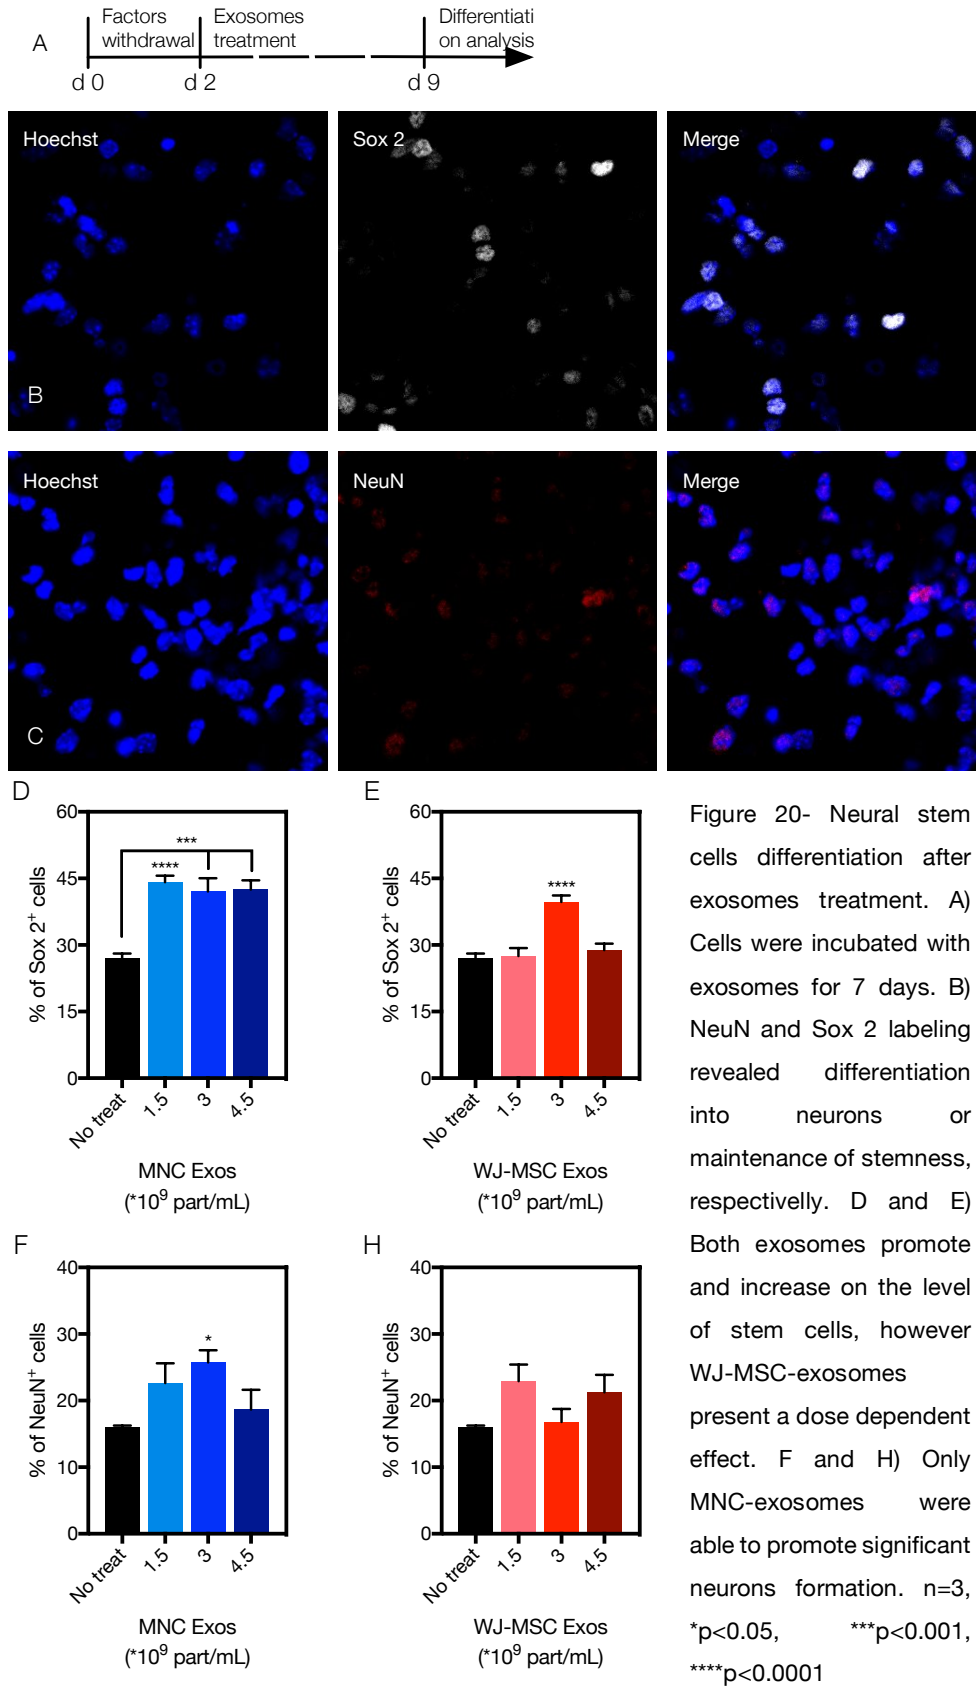 A
Factors
withdrawal
Exosomes
treatment
Differentiati
on analysis
d 0
d 2
d 9
Hoechst
Sox 2
Merge
B
Hoechst
NeuN
Merge
C
D
% of Sox 2+ cells
60
45
30
15
0
***
****
No treat
1.5
3
4.5
MNC Exos
(*10^9 part/mL)
E
% of Sox 2+ cells
60
45
30
15
0
****
No treat
1.5
3
4.5
WJ-MSC Exos
(*10^9 part/mL)
F
% of NeuN+ cells
40
30
20
10
0
*
No treat
1.5
3
4.5
MNC Exos
(*10^9 part/mL)
H
% of NeuN+ cells
40
30
20
10
0
No treat
1.5
3
4.5
WJ-MSC Exos
(*10^9 part/mL)
Figure 20- Neural stem
cells differentiation after
exosomes treatment. A)
Cells were incubated with
exosomes for 7 days. B)
NeuN and Sox 2 labeling
revealed differentiation
into neurons or
maintenance of stemness,
respectivelly. D and E)
Both exosomes promote
and increase on the level
of stem cells, however
WJ-MSC-exosomes
present a dose dependent
effect. F and H) Only
MNC-exosomes were
able to promote significant
neurons formation. n=3,
*p<0.05, ***p<0.001,
****p<0.0001